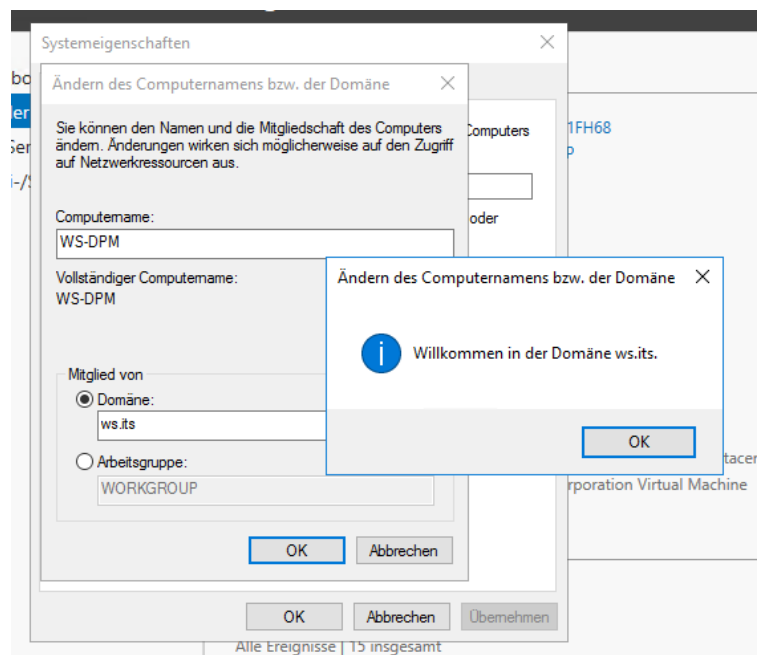 Systemeigenschaften
Ändern des Computernamens bzw. der Domäne
Sie können den Namen und die Mitgliedschaft des Computers
ändern. Änderungen wirken sich möglicherweise auf den Zugriff
auf Netzwerkressourcen aus.
Computers
1FH68
Computername:
oder
WS-DPM
Vollständiger Computername:
WS-DPM
Ändern des Computernamens bzw. der Domäne
Willkommen in der Domäne ws.its.
OK
Mitglied von
Domäne:
ws.its
Arbeitsgruppe:
WORKGROUP
rporation Virtual Machine
OK Abbrechen
OK Abbrechen Übernehmen
Alle Ereignisse | 15 insgesamt